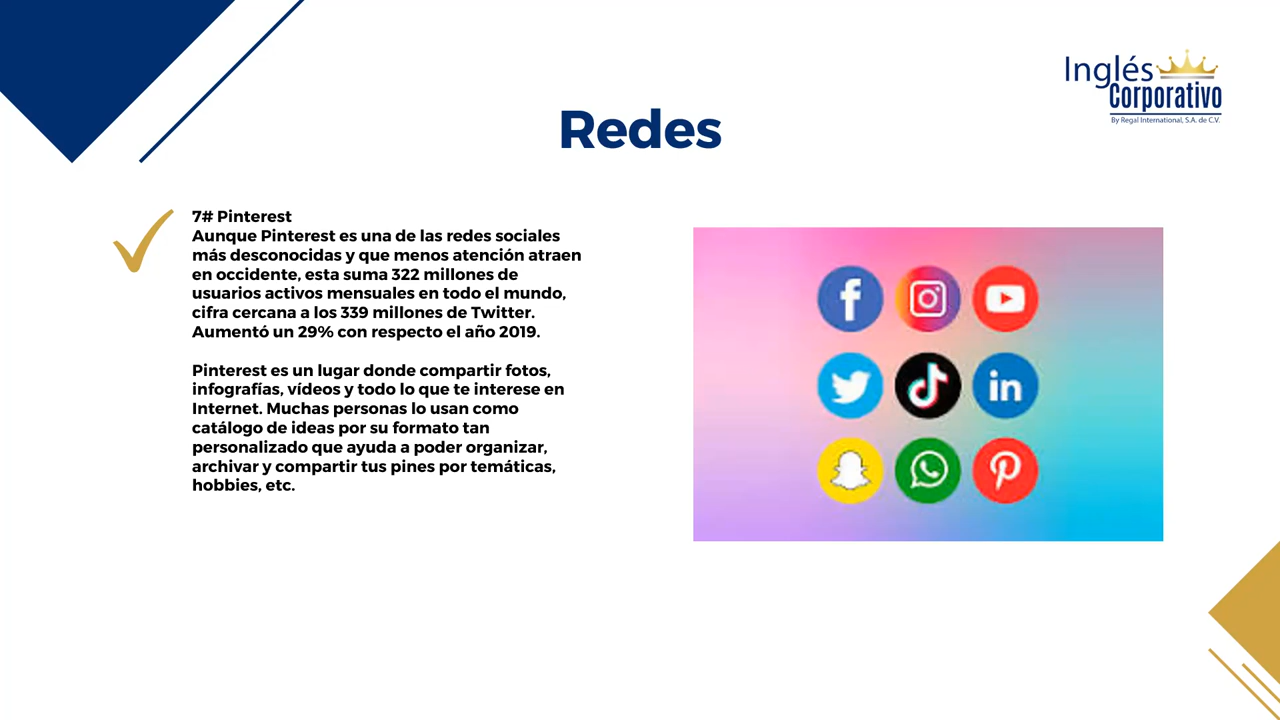 Inglés
Corporativo
By Regal International, S.A. de C.V.
Redes
7# Pinterest
Aunque Pinterest es una de las redes sociales
más desconocidas y que menos atención atraen
en occidente, esta suma 322 millones de
usuarios activos mensuales en todo el mundo,
cifra cercana a los 339 millones de Twitter.
Aumentó un 29% con respecto el año 2019.
Pinterest es un lugar donde compartir fotos,
infografías, vídeos y todo lo que te interese en
Internet. Muchas personas lo usan como
catálogo de ideas por su formato tan
personalizado que ayuda a poder organizar,
archivar y compartir tus pines por temáticas,
hobbies, etc.